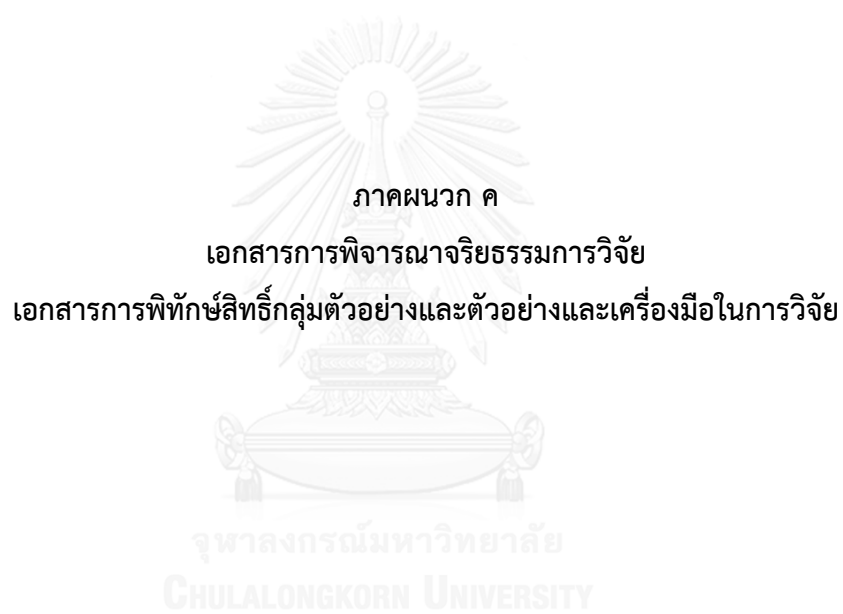 ภาคผนวก ค
เอกสารการพิจารณาจริยธรรมการวิจัย
เอกสารการพิทักษ์สิทธิ์กลุ่มตัวอย่างและตัวอย่างและเครื่องมือในการวิจัย
จุฬาลงกรณ์มหาวิทยาลัย
CHULALONGKORN UNIVERSITY